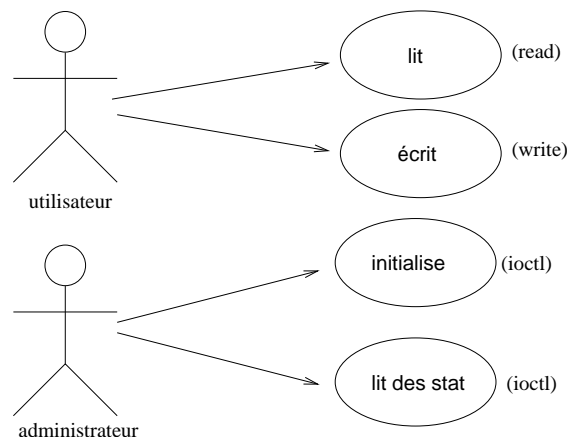 lit
(read)
écrit
(write)
utilisateur
initialise
(ioctl)
lit des stat
(ioctl)
administrateur